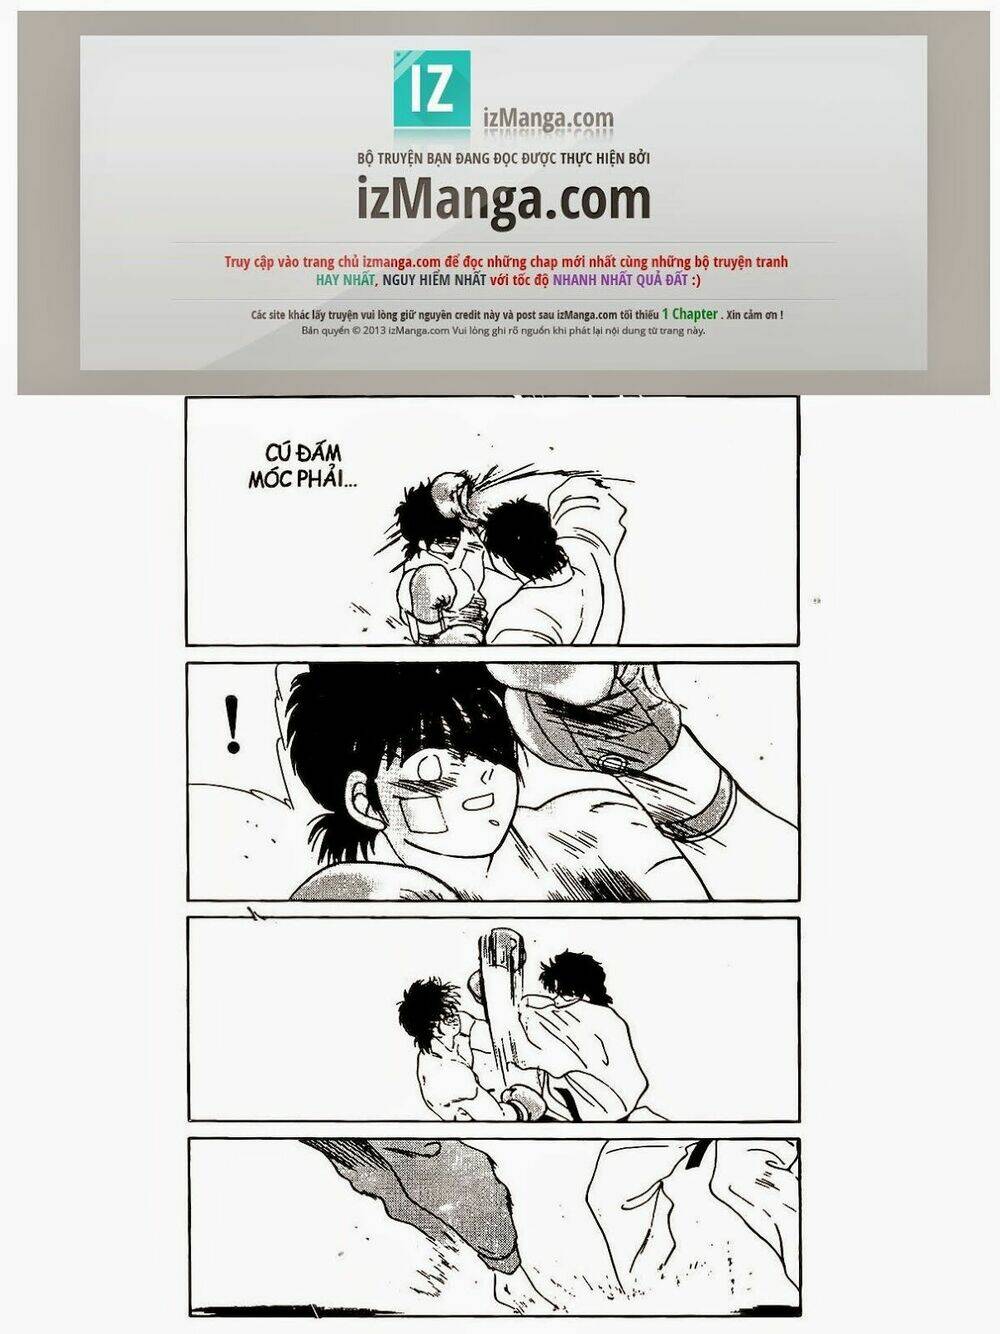 IZ
izManga.com
BỘ TRUYỆN BẠN ĐANG ĐỌC ĐƯỢC THỰC HIỆN BỞI
izManga.com
Truy cập vào trang chủ izmanga.com để đọc những chap mới nhất cùng những bộ truyện tranh
HAY NHẤT, NGUY HIỂM NHẤT với tốc độ NHANH NHẤT QUẢ ĐẤT :)
Các site khác lấy truyện vui lòng giữ nguyên credit này và post sau izManga.com tối thiếu 1 Chapter . Xin cảm ơn !
Bản quyền © 2013 izManga.com Vui lòng ghi rõ nguồn khi phát lại nội dung từ trang này.
CÚ ĐẤM
MÓC PHẢI...
!